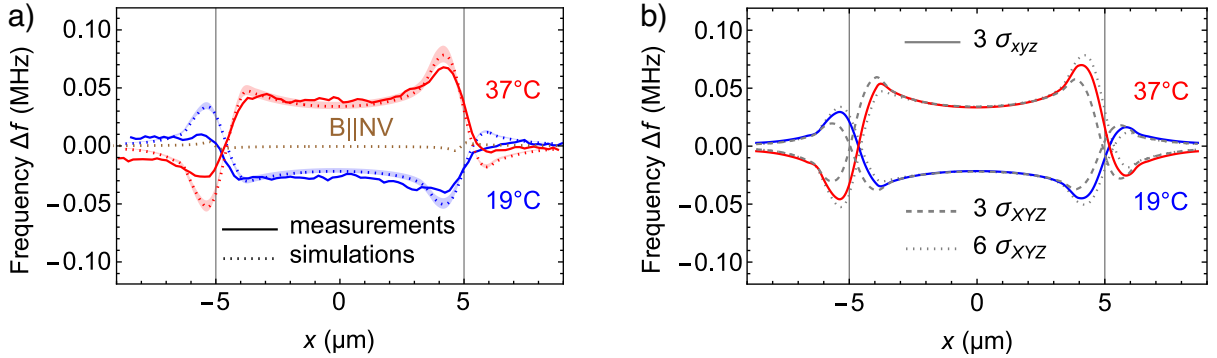 a)
0.10
0.05
0.00
−0.05
−0.10
Frequency Δf (MHz)
37°C
B||NV
19°C
measurements
simulations
−5
0
5
x (μm)
b)
0.10
0.05
0.00
−0.05
−0.10
Frequency Δf (MHz)
3 σxyz
37°C
3 σXYZ
19°C
6 σXYZ
−5
0
5
x (μm)